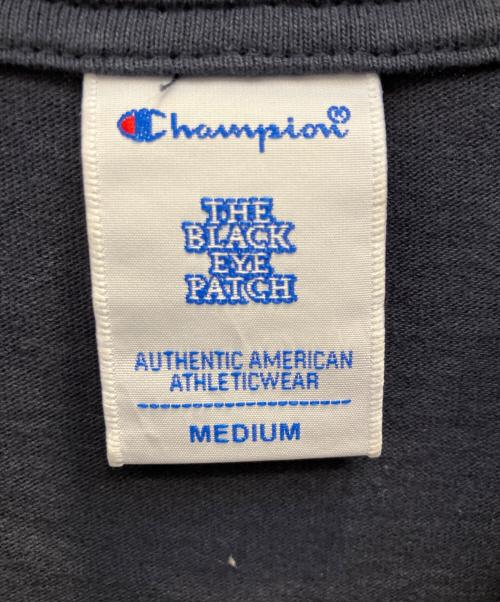 Champion®
THE
BLACK
EYE
PATCH
AUTHENTIC AMERICAN
ATHLETICWEAR
MEDIUM